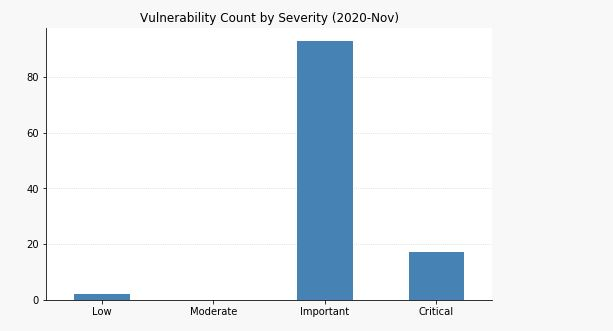 Vulnerability Count by Severity (2020-Nov)
80
60
40
20
0
Low Moderate Important Critical